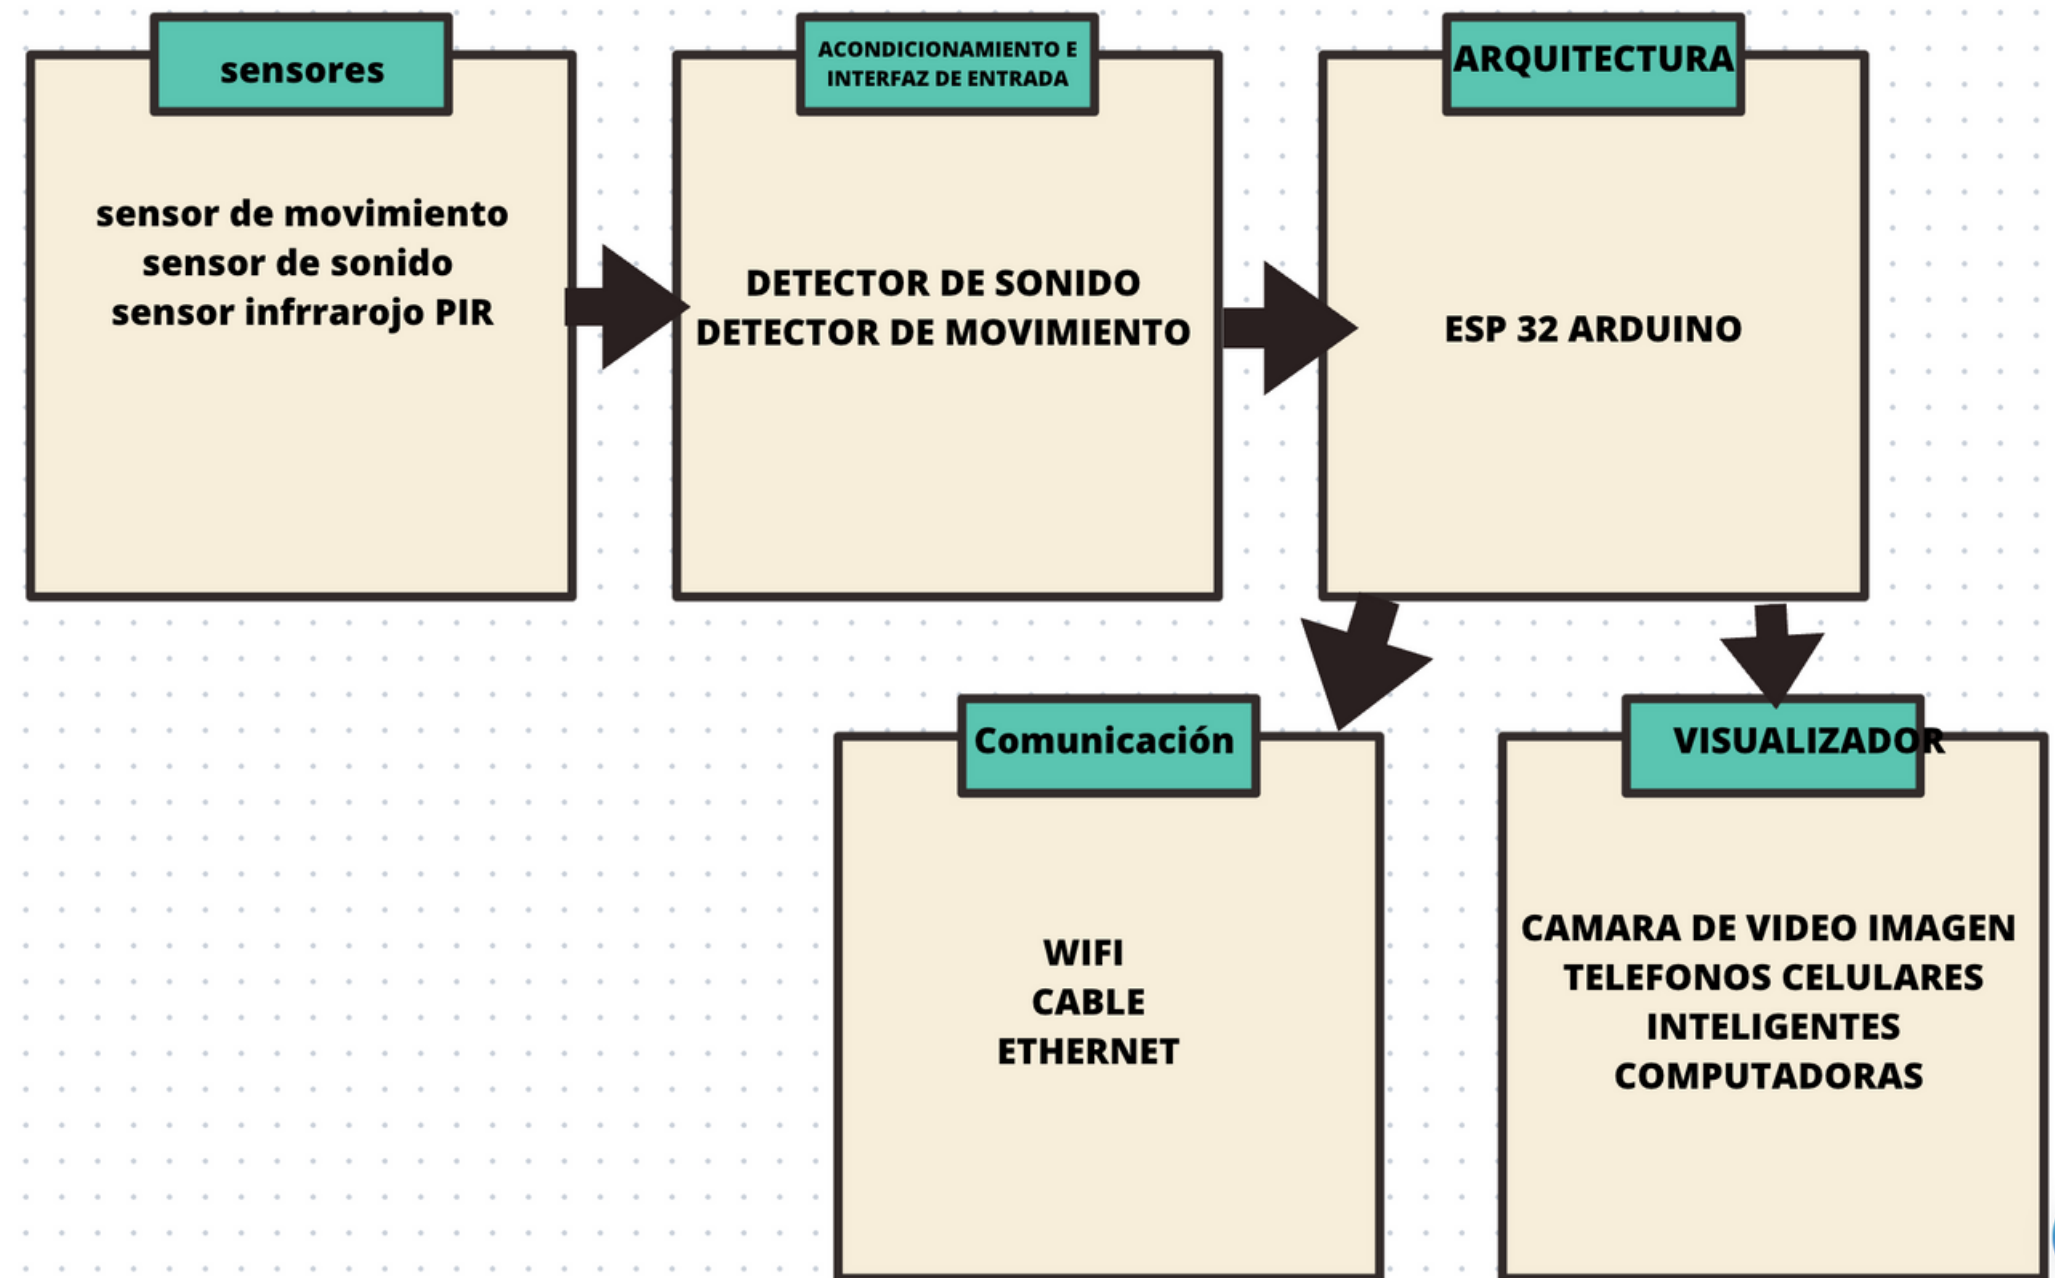 sensores
sensor de movimiento
sensor de sonido
sensor infrrarojo PIR
ACONDICIONAMIENTO E
INTERFAZ DE ENTRADA
DETECTOR DE SONIDO
DETECTOR DE MOVIMIENTO
ARQUITECTURA
ESP 32 ARDUINO
Comunicación
WIFI
CABLE
ETHERNET
VISUALIZADOR
CAMARA DE VIDEO IMAGEN
TELEFONOS CELULARES
INTELIGENTES
COMPUTADORAS